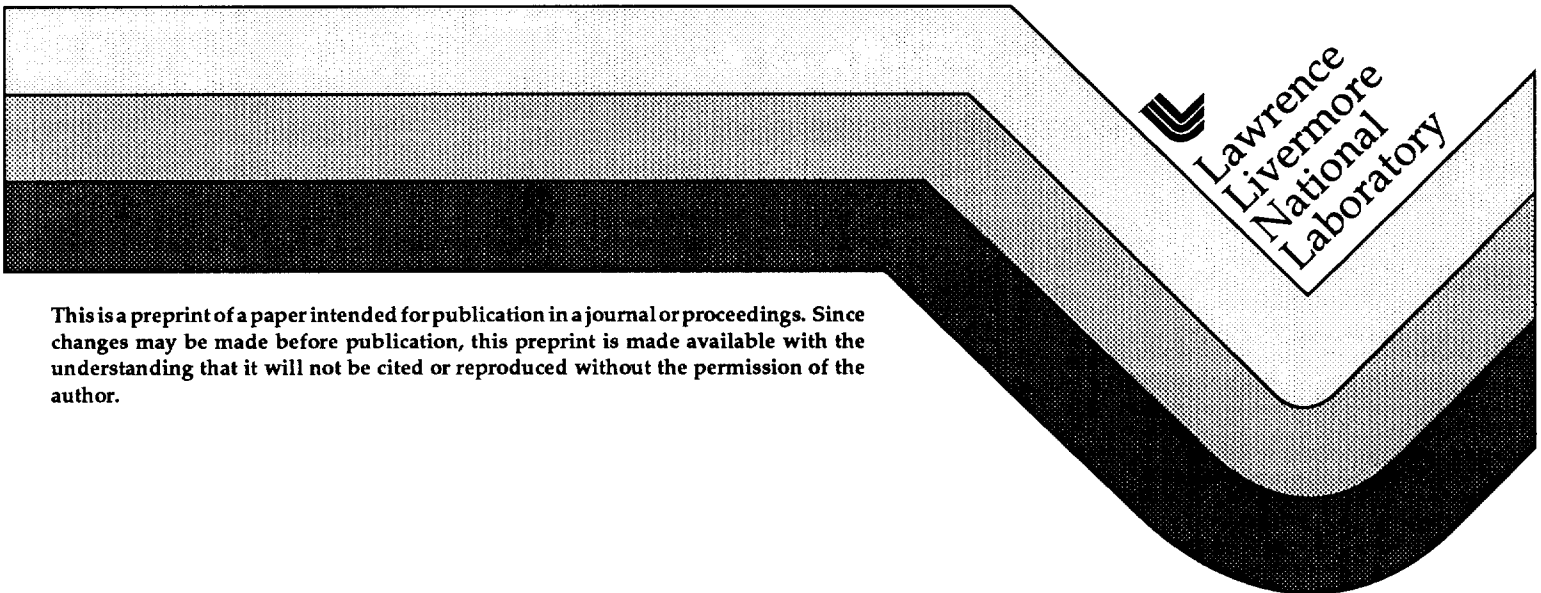 Lawrence
Livermore
National
Laboratory
This is a preprint of a paper intended for publication in a journal or proceedings. Since
changes may be made before publication, this preprint is made available with the
understanding that it will not be cited or reproduced without the permission of the
author.